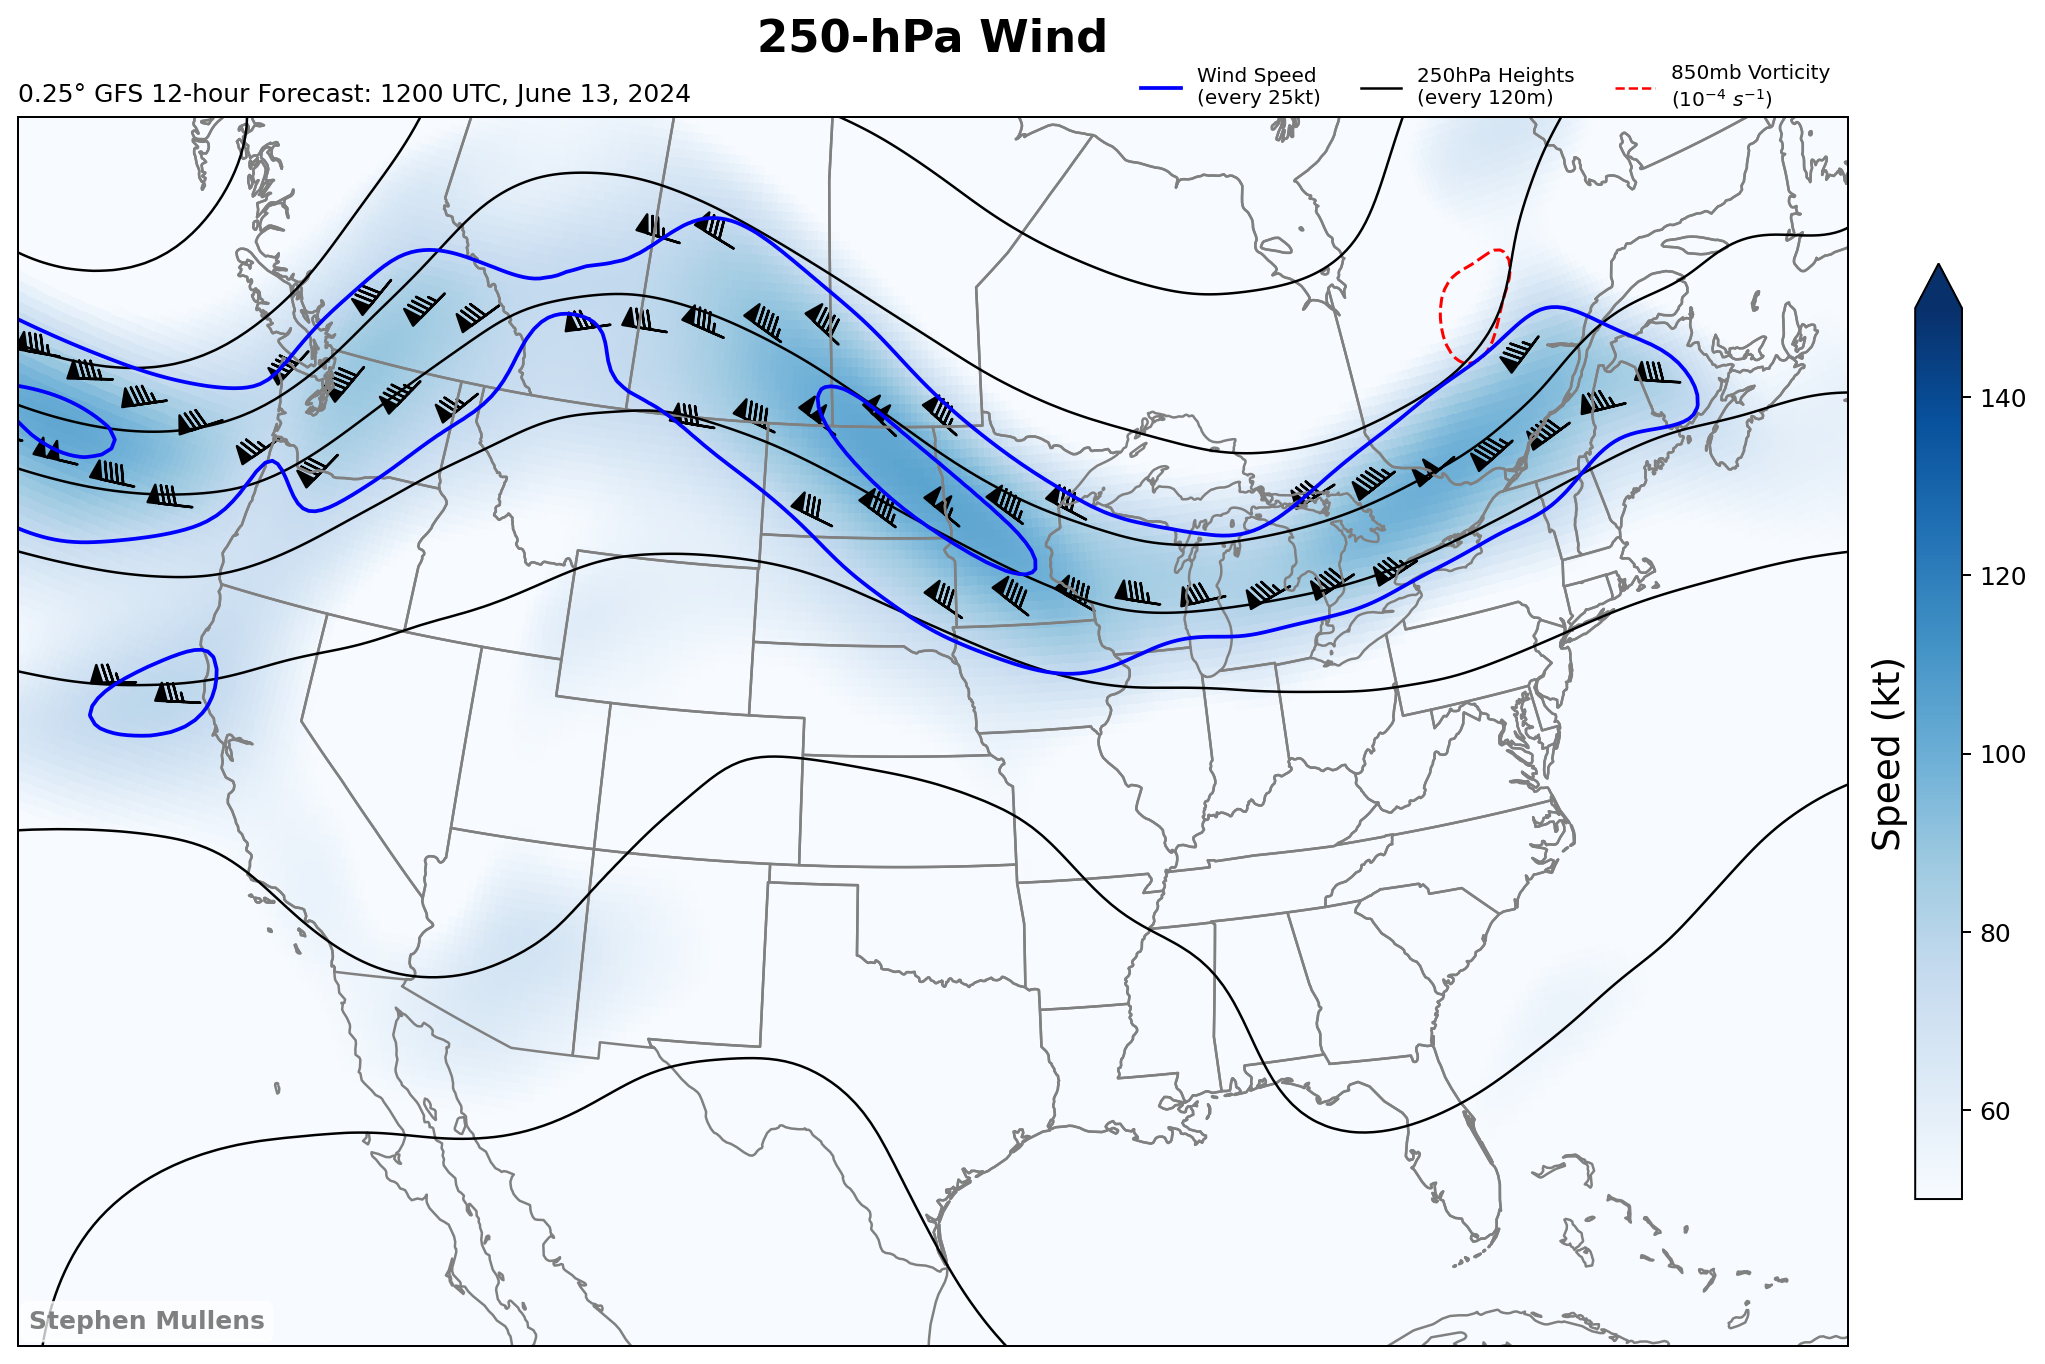 250-hPa Wind
0.25° GFS 12-hour Forecast: 1200 UTC, June 13, 2024
Wind Speed
(every 25kt)
250hPa Heights
(every 120m)
850mb Vorticity
(10⁻⁴ s⁻¹)
140
120
100
80
60
Speed (kt)
Stephen Mullens